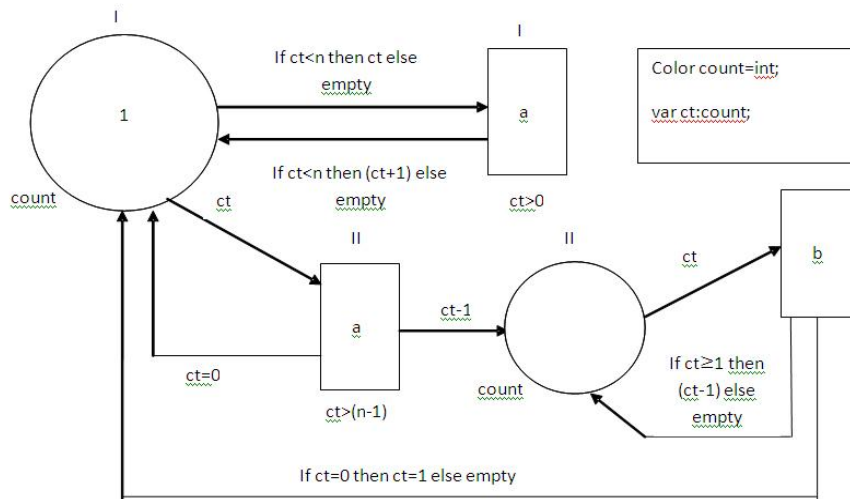 I
If ct<n then ct else
empty
I
Color count=int;
var ct:count;
1
a
If ct<n then (ct+1) else
empty
count
ct
ct>0
II
II
ct
b
a
ct-1
ct=0
count
If ct≥1 then
(ct-1) else
empty
ct>(n-1)
If ct=0 then ct=1 else empty